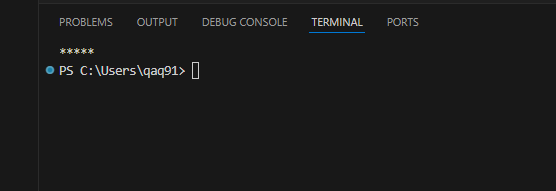 PROBLEMS OUTPUT DEBUG CONSOLE TERMINAL PORTS
*****
PS C:\Users\qaq91>